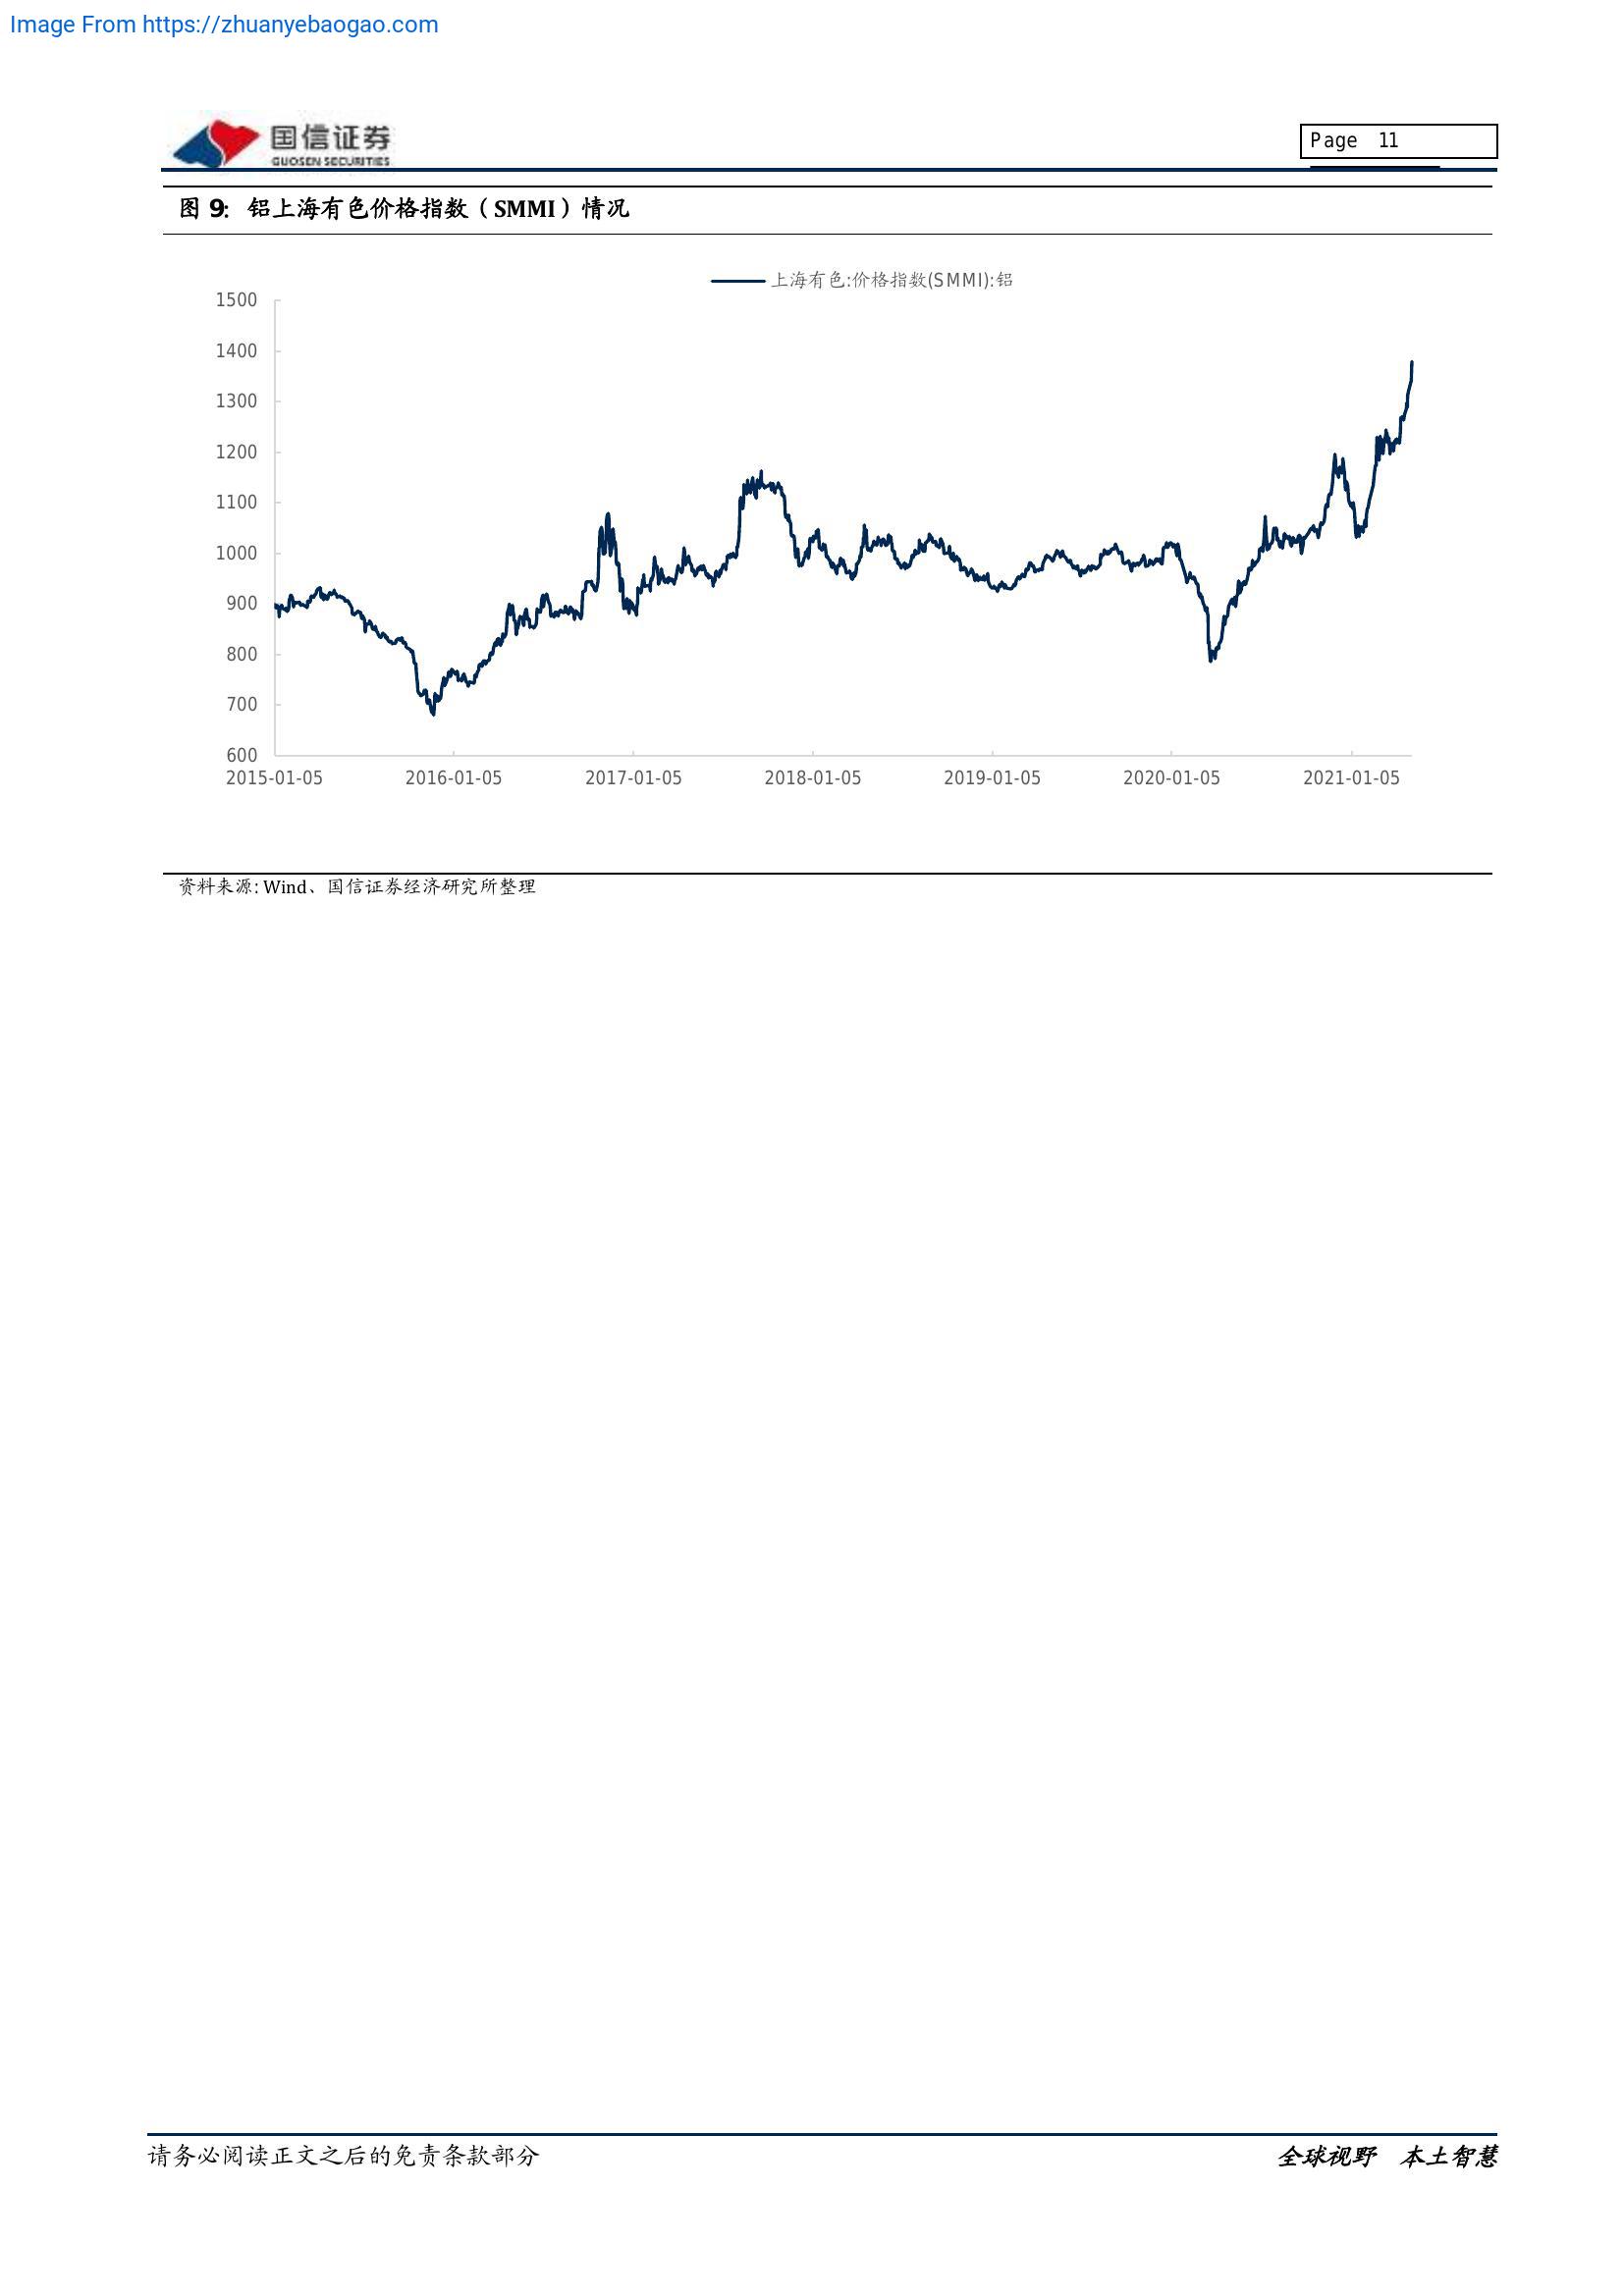 Image From https://zhuanyebaogao.com
国信证券
GUOSEN SECURITIES
Page 11
图 9: 铝上海有色价格指数（SMMI）情况
上海有色:价格指数(SMMI):铝
1500
1400
1300
1200
1100
1000
900
800
700
600
2015-01-05 2016-01-05 2017-01-05 2018-01-05 2019-01-05 2020-01-05 2021-01-05
资料来源: Wind、国信证券经济研究所整理
请务必阅读正文之后的免责条款部分
全球视野 本土智慧